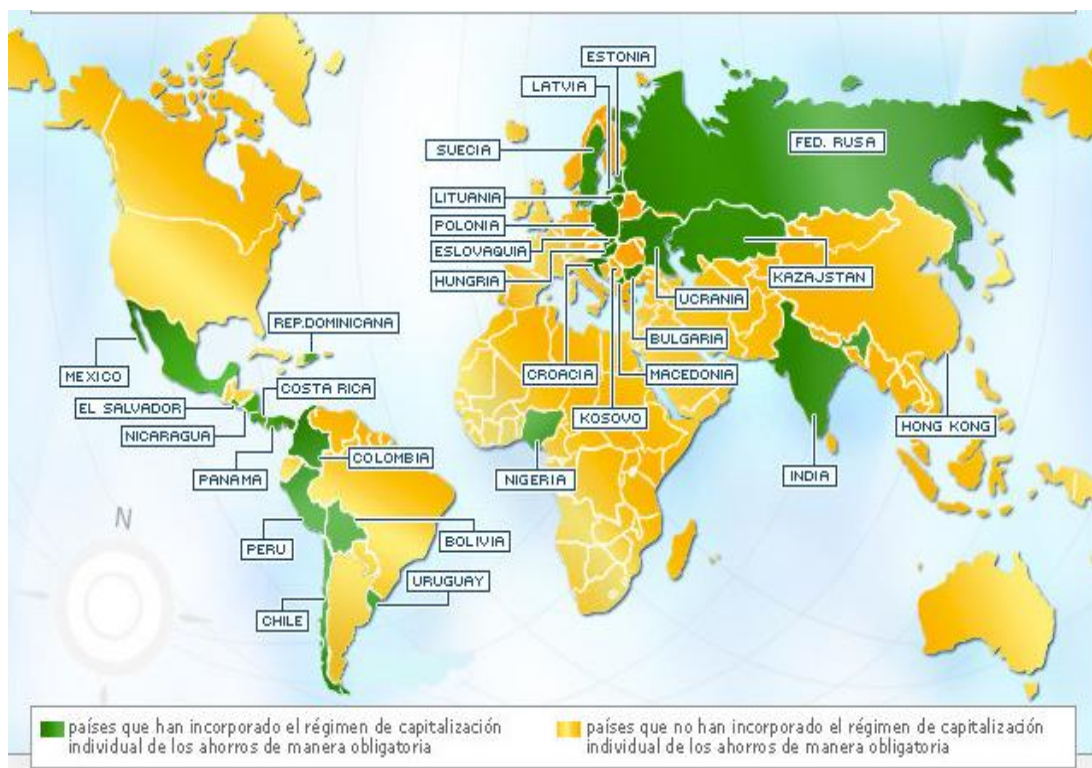 ESTONIA
LATVIA
FED. RUSA
SUECIA
LITUANIA
POLONIA
ESLOVAQUIA
HUNGRIA
KAZAJSTAN
UCRANIA
REP.DOMINICANA
BULGARIA
MEXICO
CROACIA
MACEDONIA
COSTA RICA
EL SALVADOR
KOSOVO
NICARAGUA
HONG KONG
COLOMBIA
PANAMA
NIGERIA
INDIA
N
PERU
BOLIVIA
URUGUAY
CHILE
países que han incorporado el régimen de capitalización
individual de los ahorros de manera obligatoria
países que no han incorporado el régimen de capitalización
individual de los ahorros de manera obligatoria